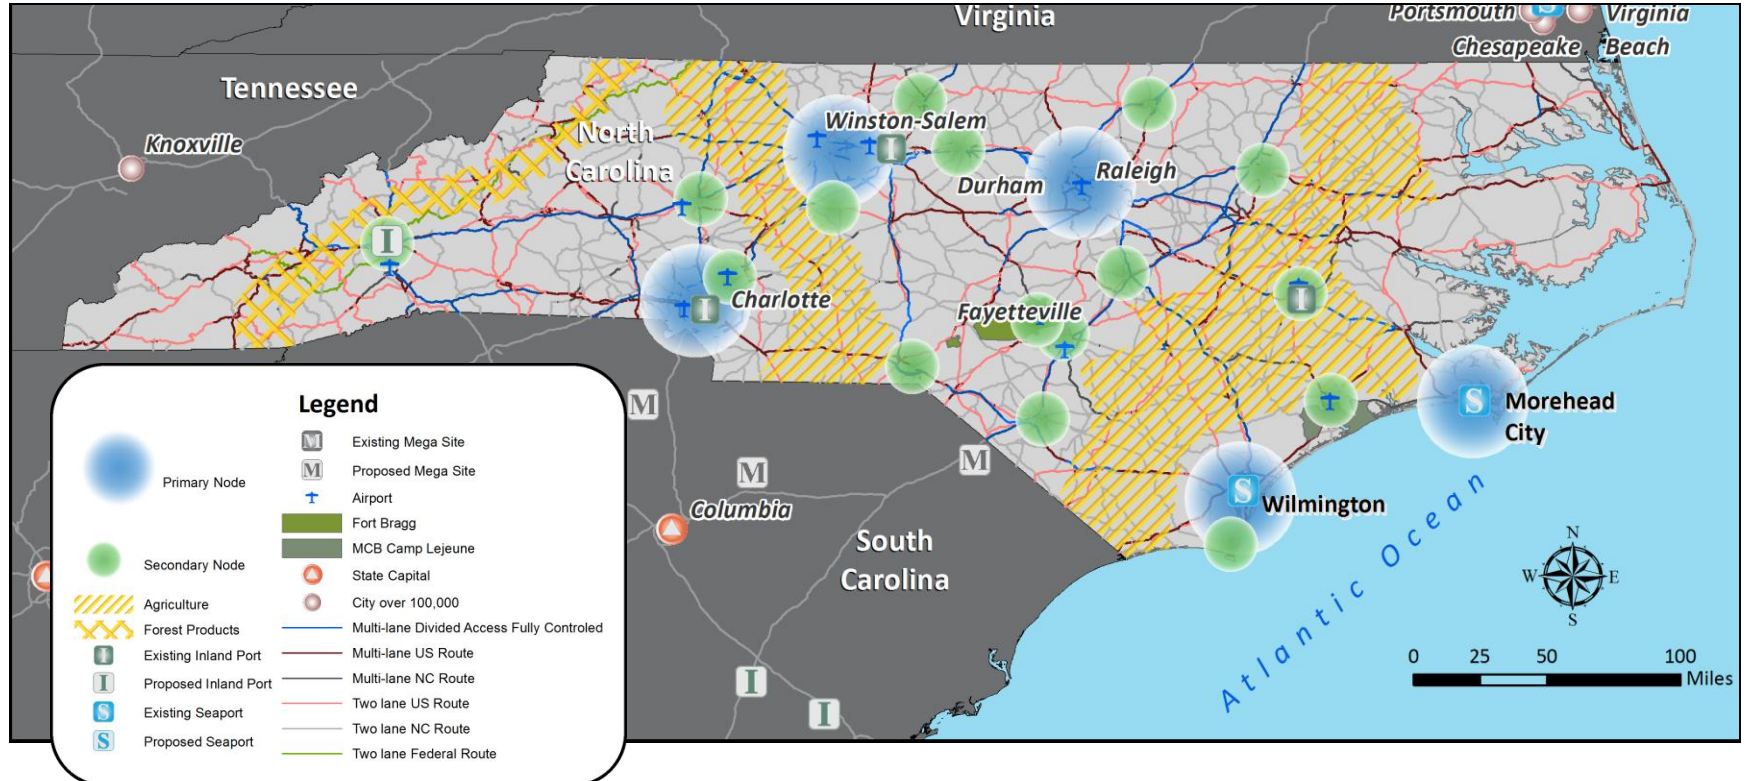 Virginia
Portsmouth
Virginia
Chesapeake
Beach
Tennessee
Knoxville
North
Carolina
Winston-Salem
Durham
Raleigh
Charlotte
Fayetteville
Morehead
City
Wilmington
Columbia
South
Carolina
Atlantic Ocean
S
S
S
I
I
I
I
I
I
M
M
M
N
W
E
S
0
25
50
100
Miles
Legend
Primary Node
Secondary Node
Agriculture
Forest Products
I
Existing Inland Port
I
Proposed Inland Port
S
Existing Seaport
S
Proposed Seaport
M
Existing Mega Site
M
Proposed Mega Site
Airport
Fort Bragg
MCB Camp Lejeune
State Capital
City over 100,000
Multi-lane Divided Access Fully Controled
Multi-lane US Route
Multi-lane NC Route
Two lane US Route
Two lane NC Route
Two lane Federal Route